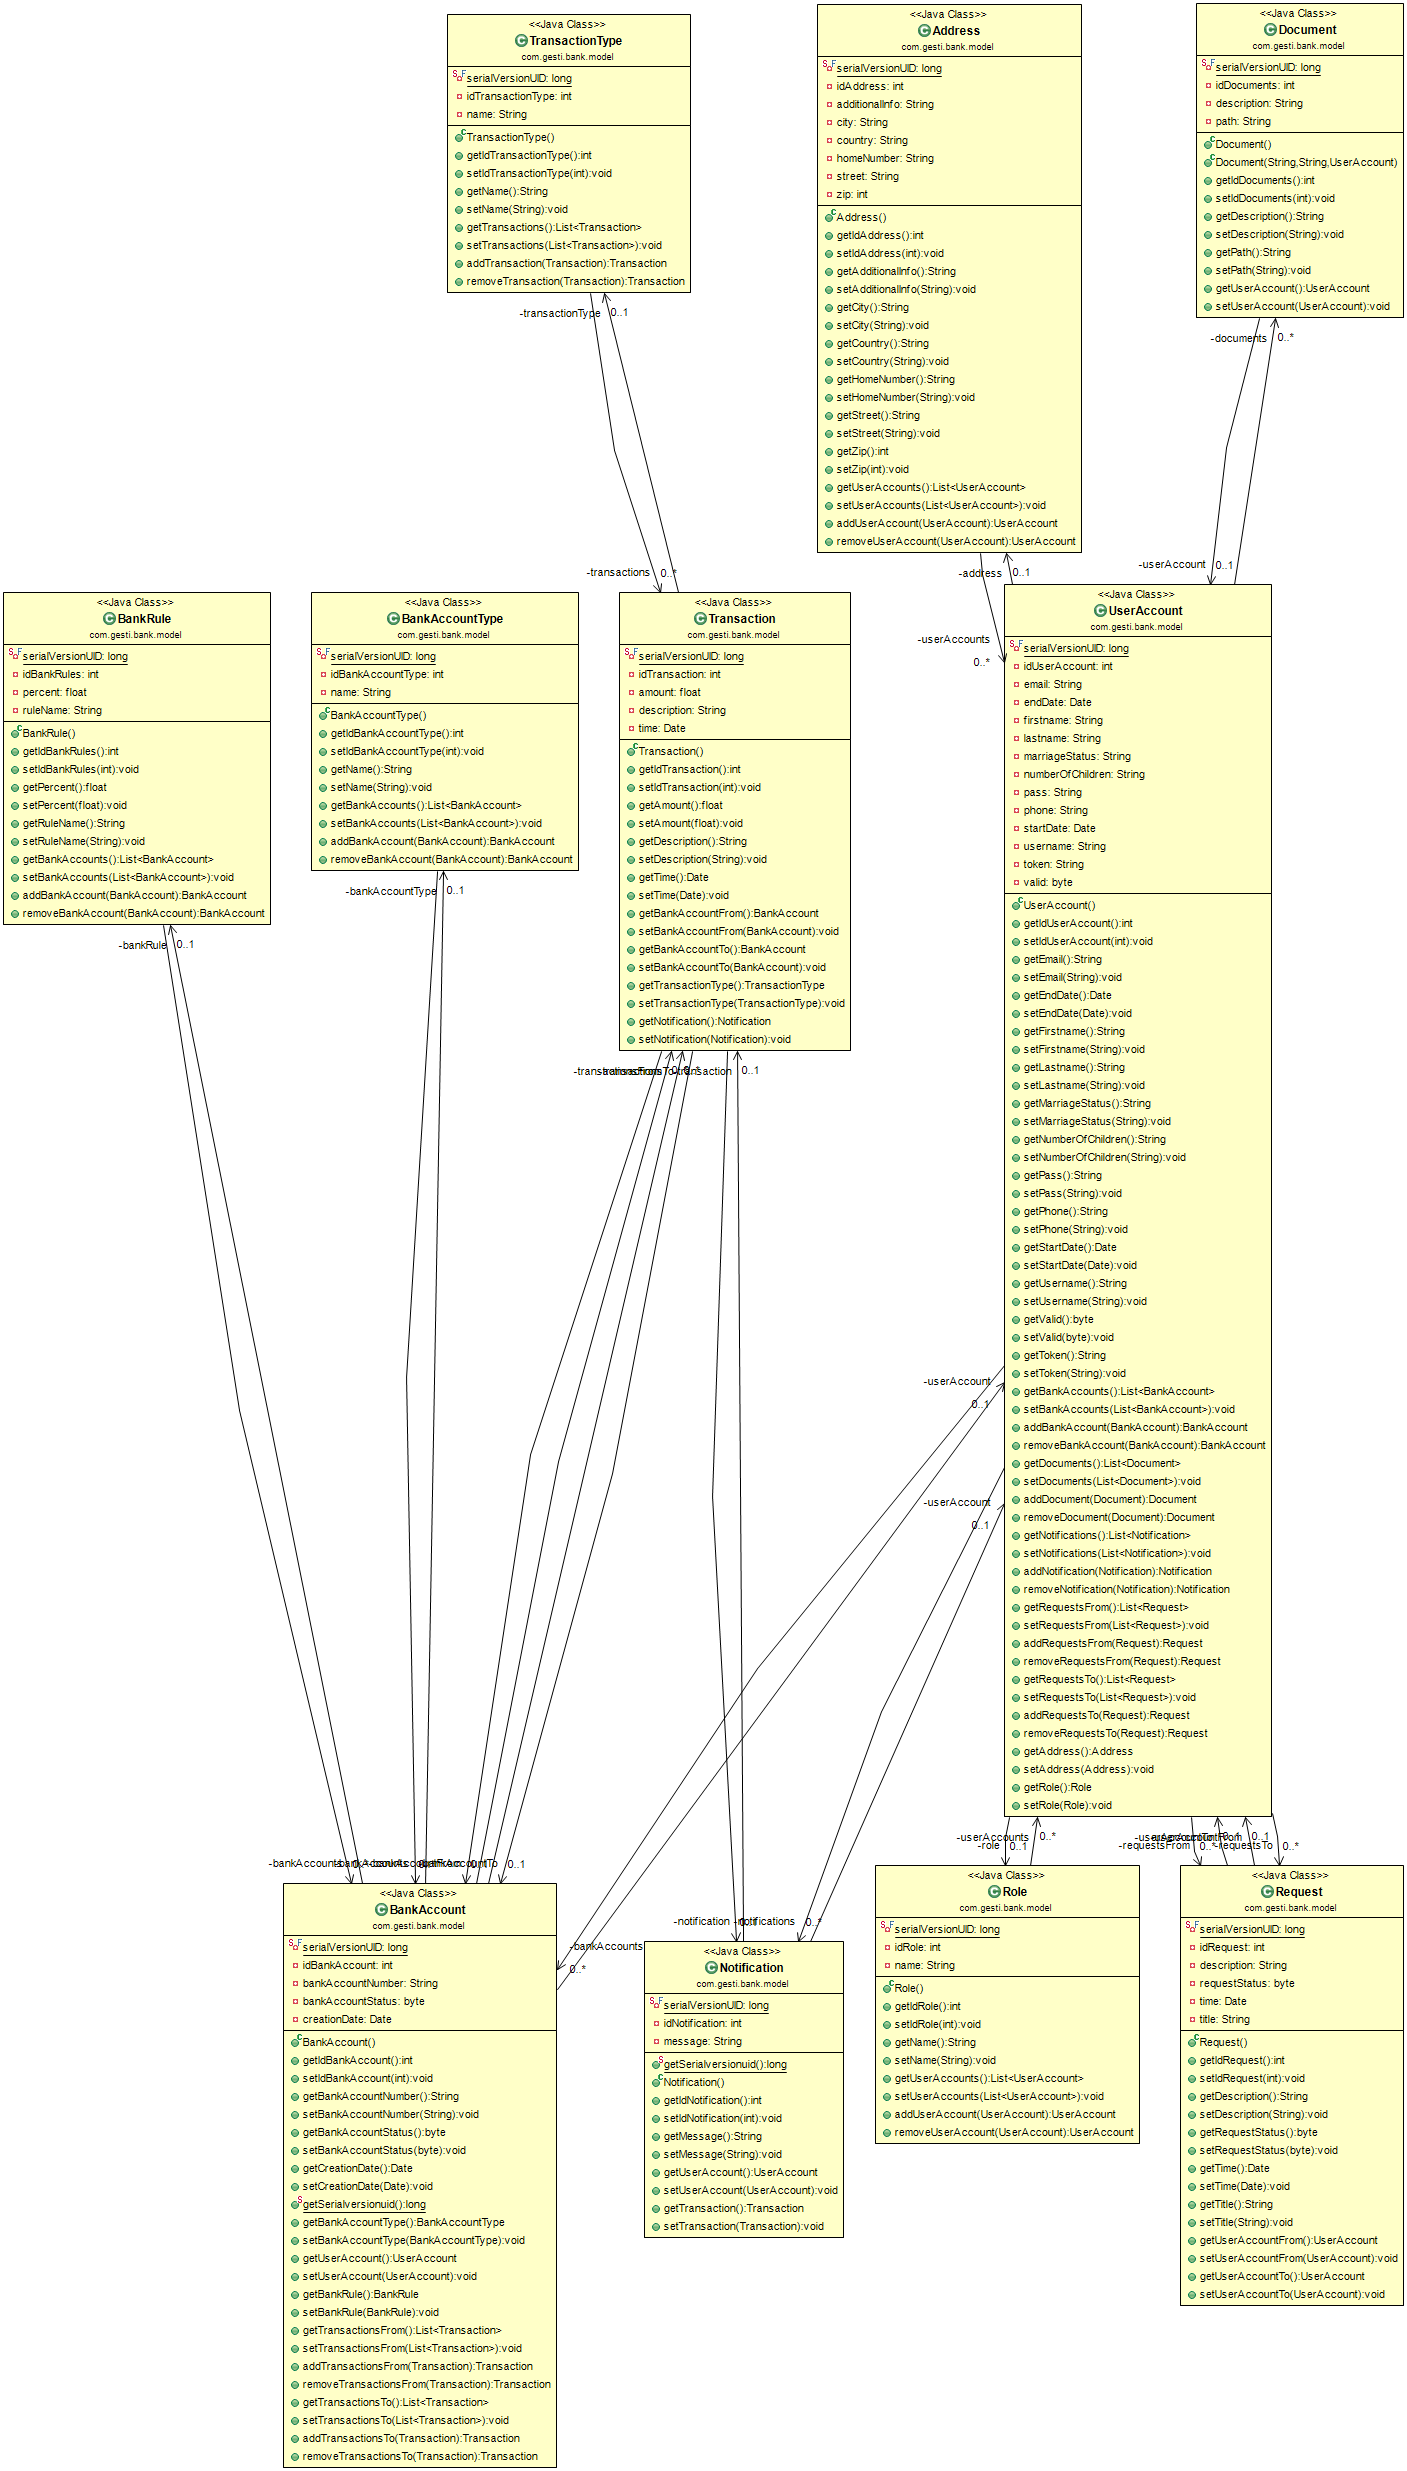 <<Java Class>>
TransactionType
com.gesti.bank.model
serialVersionUID: long
idTransactionType: int
name: String
TransactionType()
getIdTransactionType():int
setIdTransactionType(int):void
getName():String
setName(String):void
getTransactions():List<Transaction>
setTransactions(List<Transaction>):void
addTransaction(Transaction):Transaction
removeTransaction(Transaction):Transaction
<<Java Class>>
Address
com.gesti.bank.model
serialVersionUID: long
idAddress: int
additionalInfo: String
city: String
country: String
homeNumber: String
street: String
zip: int
Address()
getIdAddress():int
setIdAddress(int):void
getAdditionalInfo():String
setAdditionalInfo(String):void
getCity():String
setCity(String):void
getCountry():String
setCountry(String):void
getHomeNumber():String
setHomeNumber(String):void
getStreet():String
setStreet(String):void
getZip():int
setZip(int):void
getUserAccounts():List<UserAccount>
setUserAccounts(List<UserAccount>):void
addUserAccount(UserAccount):UserAccount
removeUserAccount(UserAccount):UserAccount
<<Java Class>>
Document
com.gesti.bank.model
serialVersionUID: long
idDocuments: int
description: String
path: String
Document()
Document(String,String,UserAccount)
getIdDocuments():int
setIdDocuments(int):void
getDescription():String
setDescription(String):void
getPath():String
setPath(String):void
getUserAccount():UserAccount
setUserAccount(UserAccount):void
-transactionType 0..1
-documents 0..*
-transactions 0..*
-address 0..1
-userAccount 0..1
-userAccounts
0..*
<<Java Class>>
BankRule
com.gesti.bank.model
serialVersionUID: long
idBankRules: int
percent: float
ruleName: String
BankRule()
getIdBankRules():int
setIdBankRules(int):void
getPercent():float
setPercent(float):void
getRuleName():String
setRuleName(String):void
getBankAccounts():List<BankAccount>
setBankAccounts(List<BankAccount>):void
addBankAccount(BankAccount):BankAccount
removeBankAccount(BankAccount):BankAccount
<<Java Class>>
BankAccountType
com.gesti.bank.model
serialVersionUID: long
idBankAccountType: int
name: String
BankAccountType()
getIdBankAccountType():int
setIdBankAccountType(int):void
getName():String
setName(String):void
getBankAccounts():List<BankAccount>
setBankAccounts(List<BankAccount>):void
addBankAccount(BankAccount):BankAccount
removeBankAccount(BankAccount):BankAccount
<<Java Class>>
Transaction
com.gesti.bank.model
serialVersionUID: long
idTransaction: int
amount: float
description: String
time: Date
Transaction()
getIdTransaction():int
setIdTransaction(int):void
getAmount():float
setAmount(float):void
getDescription():String
setDescription(String):void
getTime():Date
setTime(Date):void
getBankAccountFrom():BankAccount
setBankAccountFrom(BankAccount):void
getBankAccountTo():BankAccount
setBankAccountTo(BankAccount):void
getTransactionType():TransactionType
setTransactionType(TransactionType):void
getNotification():Notification
setNotification(Notification):void
<<Java Class>>
UserAccount
com.gesti.bank.model
serialVersionUID: long
idUserAccount: int
email: String
endDate: Date
firstname: String
lastname: String
marriageStatus: String
numberOfChildren: String
pass: String
phone: String
startDate: Date
username: String
token: String
valid: byte
UserAccount()
getIdUserAccount():int
setIdUserAccount(int):void
getEmail():String
setEmail(String):void
getEndDate():Date
setEndDate(Date):void
getFirstname():String
setFirstname(String):void
getLastname():String
setLastname(String):void
getMarriageStatus():String
setMarriageStatus(String):void
getNumberOfChildren():String
setNumberOfChildren(String):void
getPass():String
setPass(String):void
getPhone():String
setPhone(String):void
getStartDate():Date
setStartDate(Date):void
getUsername():String
setUsername(String):void
getValid():byte
setValid(byte):void
getToken():String
setToken(String):void
getBankAccounts():List<BankAccount>
setBankAccounts(List<BankAccount>):void
addBankAccount(BankAccount):BankAccount
removeBankAccount(BankAccount):BankAccount
getDocuments():List<Document>
setDocuments(List<Document>):void
addDocument(Document):Document
removeDocument(Document):Document
getNotifications():List<Notification>
setNotifications(List<Notification>):void
addNotification(Notification):Notification
removeNotification(Notification):Notification
getRequestsFrom():List<Request>
setRequestsFrom(List<Request>):void
addRequestsFrom(Request):Request
removeRequestsFrom(Request):Request
getRequestsTo():List<Request>
setRequestsTo(List<Request>):void
addRequestsTo(Request):Request
removeRequestsTo(Request):Request
getAddress():Address
setAddress(Address):void
getRole():Role
setRole(Role):void
-bankRule 0..1
-bankAccountType 0..1
-transaction 0..1
-userAccount
0..1
-userAccount
0..1
-userAccounts 0..*
-role 0..1
-requestsFrom 0..*
-requestsTo 0..*
-bankAccounts
0..1
-notification
-notifications 0..*
-bankAccounts
0..*
<<Java Class>>
BankAccount
com.gesti.bank.model
serialVersionUID: long
idBankAccount: int
bankAccountNumber: String
bankAccountStatus: byte
creationDate: Date
BankAccount()
getIdBankAccount():int
setIdBankAccount(int):void
getBankAccountNumber():String
setBankAccountNumber(String):void
getBankAccountStatus():byte
setBankAccountStatus(byte):void
getCreationDate():Date
setCreationDate(Date):void
getSerialversionuid():long
getBankAccountType():BankAccountType
setBankAccountType(BankAccountType):void
getUserAccount():UserAccount
setUserAccount(UserAccount):void
getBankRule():BankRule
setBankRule(BankRule):void
getTransactionsFrom():List<Transaction>
setTransactionsFrom(List<Transaction>):void
addTransactionsFrom(Transaction):Transaction
removeTransactionsFrom(Transaction):Transaction
getTransactionsTo():List<Transaction>
setTransactionsTo(List<Transaction>):void
addTransactionsTo(Transaction):Transaction
removeTransactionsTo(Transaction):Transaction
<<Java Class>>
Notification
com.gesti.bank.model
serialVersionUID: long
idNotification: int
message: String
getSerialversionuid():long
Notification()
getIdNotification():int
setIdNotification(int):void
getMessage():String
setMessage(String):void
getUserAccount():UserAccount
setUserAccount(UserAccount):void
getTransaction():Transaction
setTransaction(Transaction):void
<<Java Class>>
Role
com.gesti.bank.model
serialVersionUID: long
idRole: int
name: String
Role()
getIdRole():int
setIdRole(int):void
getName():String
setName(String):void
getUserAccounts():List<UserAccount>
setUserAccounts(List<UserAccount>):void
addUserAccount(UserAccount):UserAccount
removeUserAccount(UserAccount):UserAccount
<<Java Class>>
Request
com.gesti.bank.model
serialVersionUID: long
idRequest: int
description: String
requestStatus: byte
time: Date
title: String
Request()
getIdRequest():int
setIdRequest(int):void
getDescription():String
setDescription(String):void
getRequestStatus():byte
setRequestStatus(byte):void
getTime():Date
setTime(Date):void
getTitle():String
setTitle(String):void
getUserAccountFrom():UserAccount
setUserAccountFrom(UserAccount):void
getUserAccountTo():UserAccount
setUserAccountTo(UserAccount):void